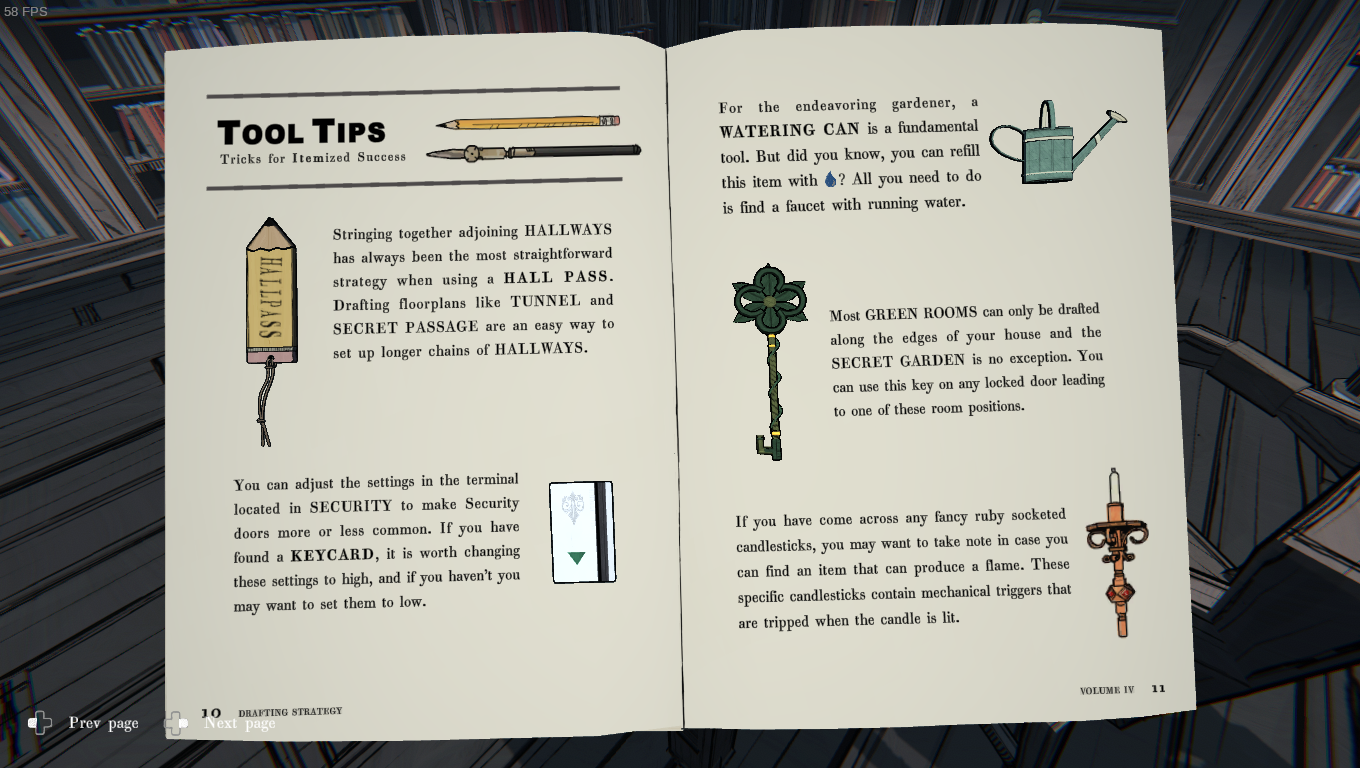 58 FPS
TOOL TIPS
Tricks for Itemized Success
HALLPASS
Stringing together adjoining HALLWAYS
has always been the most straightforward
strategy when using a HALL PASS.
Drafting floorplans like TUNNEL and
SECRET PASSAGE are an easy way to
set up longer chains of HALLWAYS.
You can adjust the settings in the terminal
located in SECURITY to make Security
doors more or less common. If you have
found a KEYCARD, it is worth changing
these settings to high, and if you haven't you
may want to set them to low.
10 DRAFTING STRATEGY
For the endeavoring gardener, a
WATERING CAN is a fundamental
tool. But did you know, you can refill
this item with ? All you need to do
is find a faucet with running water.
Most GREEN ROOMS can only be drafted
along the edges of your house and the
SECRET GARDEN is no exception. You
can use this key on any locked door leading
to one of these room positions.
If you have come across any fancy ruby socketed
candlesticks, you may want to take note in case you
can find an item that can produce a flame. These
specific candlesticks contain mechanical triggers that
are tripped when the candle is lit.
VOLUME IV 11
Prev page
Next page